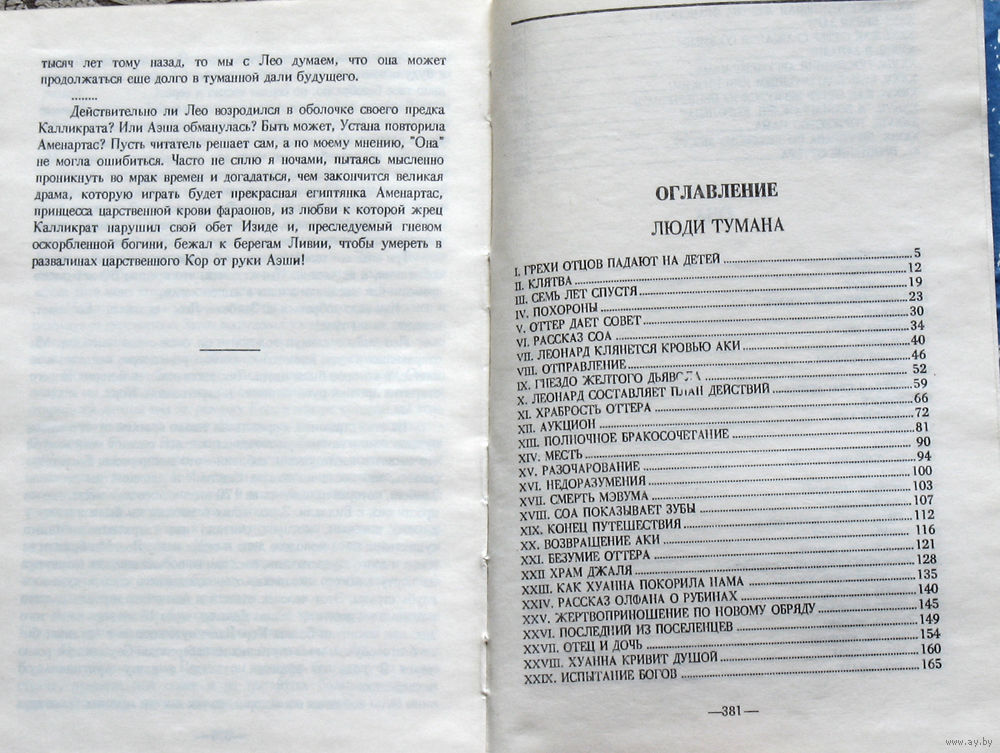 тысяч лет тому назад, то мы с Лео думаем, что она может
продолжаться еще долго в туманной дали будущего.
........
Действительно ли Лео возродился в оболочке своего предка
Калликрата? Или Аэша обманулась? Быть может, Устана повторила
Аменартас? Пусть читатель решает сам, а по моему мнению, "Она"
не могла ошибиться. Часто не сплю я ночами, пытаясь мысленно
проникнуть во мрак времен и догадаться, чем закончится великая
драма, которую играть будет прекрасная египтянка Аменартас,
принцесса царственной крови фараонов, из любви к которой жрец
Калликрат нарушил свой обет Изиде и, преследуемый гневом
оскорбленной богини, бежал к берегам Ливии, чтобы умереть в
развалинах царственного Кор от руки Аэши!
ОГЛАВЛЕНИЕ
ЛЮДИ ТУМАНА
I. ГРЕХИ ОТЦОВ ПАДАЮТ НА ДЕТЕЙ 5
II. КЛЯТВА 12
III. СЕМЬ ЛЕТ СПУСТЯ 19
IV. ПОХОРОНЫ 23
V. ОТТЕР ДАЕТ СОВЕТ 30
VI. РАССКАЗ СОА 34
VII. ЛЕОНАРД КЛЯНЕТСЯ КРОВЬЮ АКИ 40
VIII. ОТПРАВЛЕНИЕ 46
IX. ГНЕЗДО ЖЕЛТОГО ДЬЯВОЛА 52
X. ЛЕОНАРД СОСТАВЛЯЕТ ПЛАН ДЕЙСТВИЙ 59
XI. ХРАБРОСТЬ ОТТЕРА 66
XII. АУКЦИОН 72
XIII. ПОЛНОЧНОЕ БРАКОСОЧЕТАНИЕ 81
XIV. МЕСТЬ 90
XV. РАЗОЧАРОВАНИЕ 94
XVI. НЕДОРАЗУМЕНИЯ 100
XVII. СМЕРТЬ МЭВУМА 103
XVIII. СОА ПОКАЗЫВАЕТ ЗУБЫ 107
XIX. КОНЕЦ ПУТЕШЕСТВИЯ 112
XX. ВОЗВРАЩЕНИЕ АКИ 116
XXI. БЕЗУМИЕ ОТТЕРА 121
XXII ХРАМ ДЖАЛЯ 128
XXIII. КАК ХУАННА ПОКОРИЛА НАМА 135
XXIV. РАССКАЗ ОЛФАНА О РУБИНАХ 140
XXV. ЖЕРТВОПРИНОШЕНИЕ ПО НОВОМУ ОБРЯДУ 145
XXVI. ПОСЛЕДНИЙ ИЗ ПОСЕЛЕНЦЕВ 149
XXVII. ОТЕЦ И ДОЧЬ 154
XXVIII. ХУАННА КРИВИТ ДУШОЙ 160
XXIX. ИСПЫТАНИЕ БОГОВ 165
—381—
www.ay.by